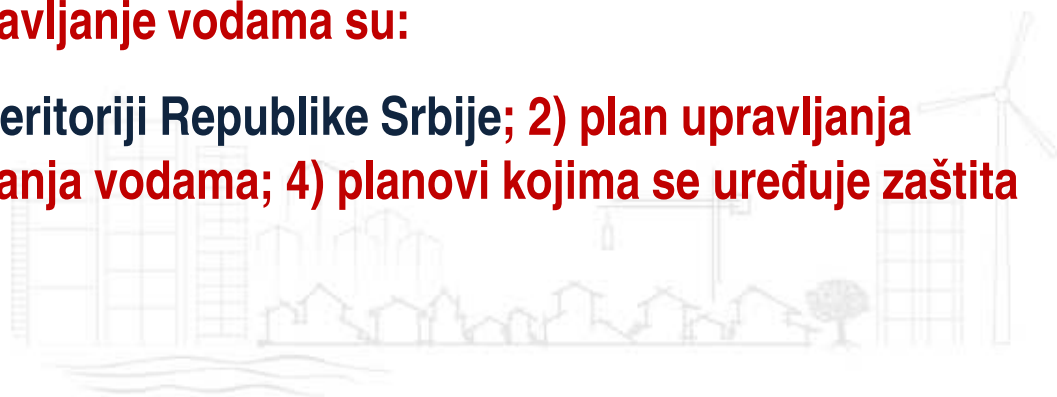 avljanje vodama su:
eritoriji Republike Srbije; 2) plan upravljanja
anja vodama; 4) planovi kojima se uređuje zaštita